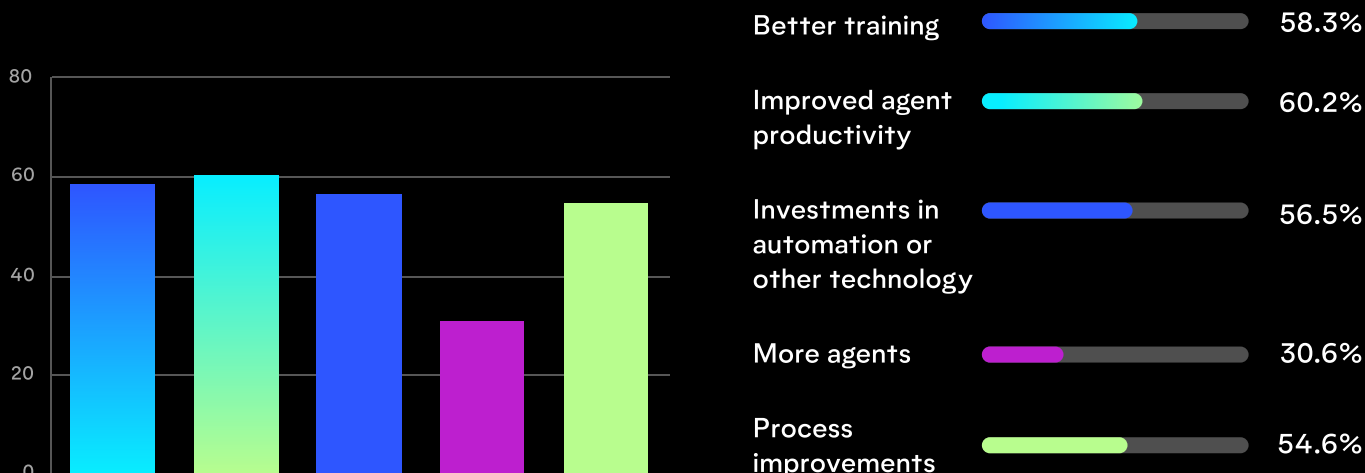 80
60
40
20
0
Better training
58.3%
Improved agent
productivity
60.2%
Investments in
automation or
other technology
56.5%
More agents
30.6%
Process
improvements
54.6%